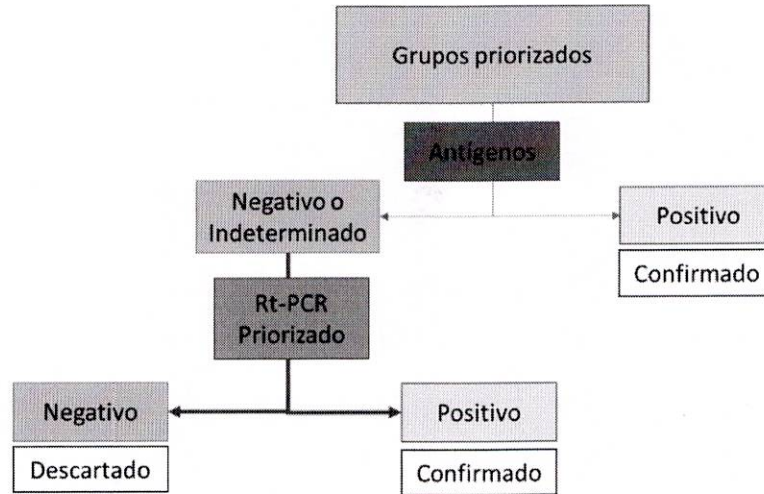 Grupos priorizados
Antígenos
Negativo o
Indeterminado
Positivo
Confirmado
Rt-PCR
Priorizado
Negativo
Positivo
Descartado
Confirmado